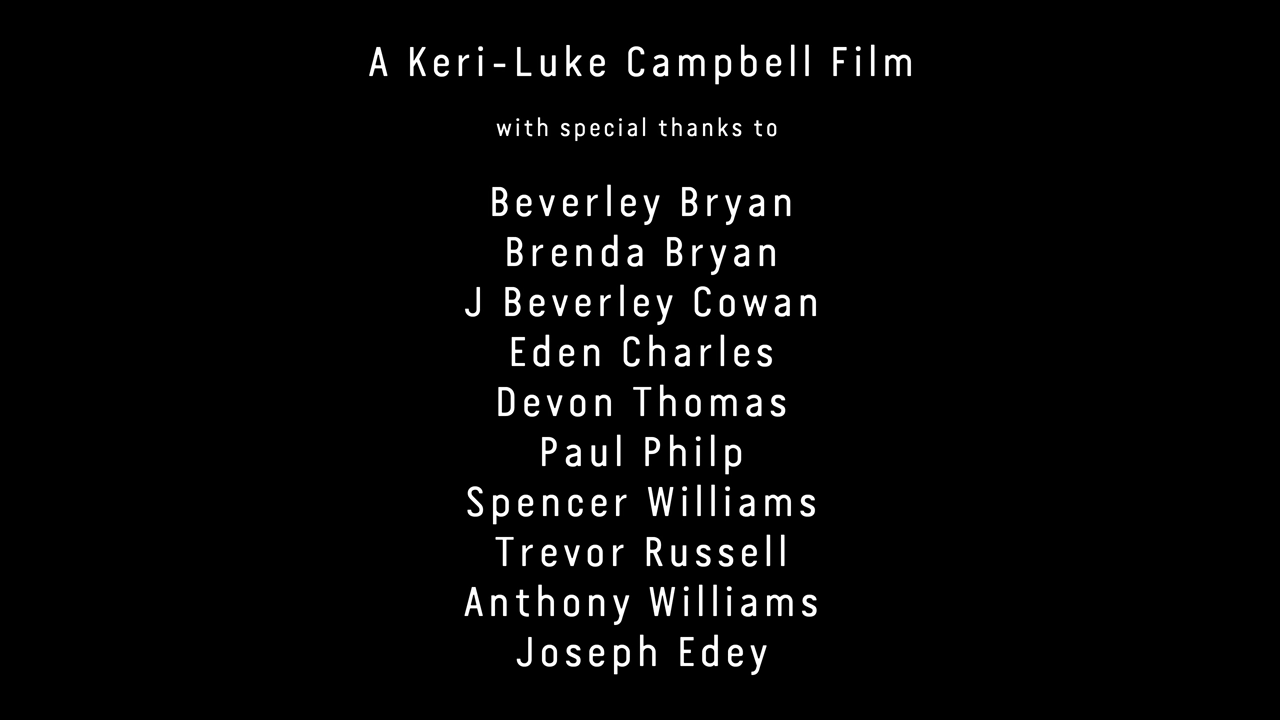 A Keri-Luke Campbell Film
with special thanks to
Beverley Bryan
Brenda Bryan
J Beverley Cowan
Eden Charles
Devon Thomas
Paul Philp
Spencer Williams
Trevor Russell
Anthony Williams
Joseph Edey